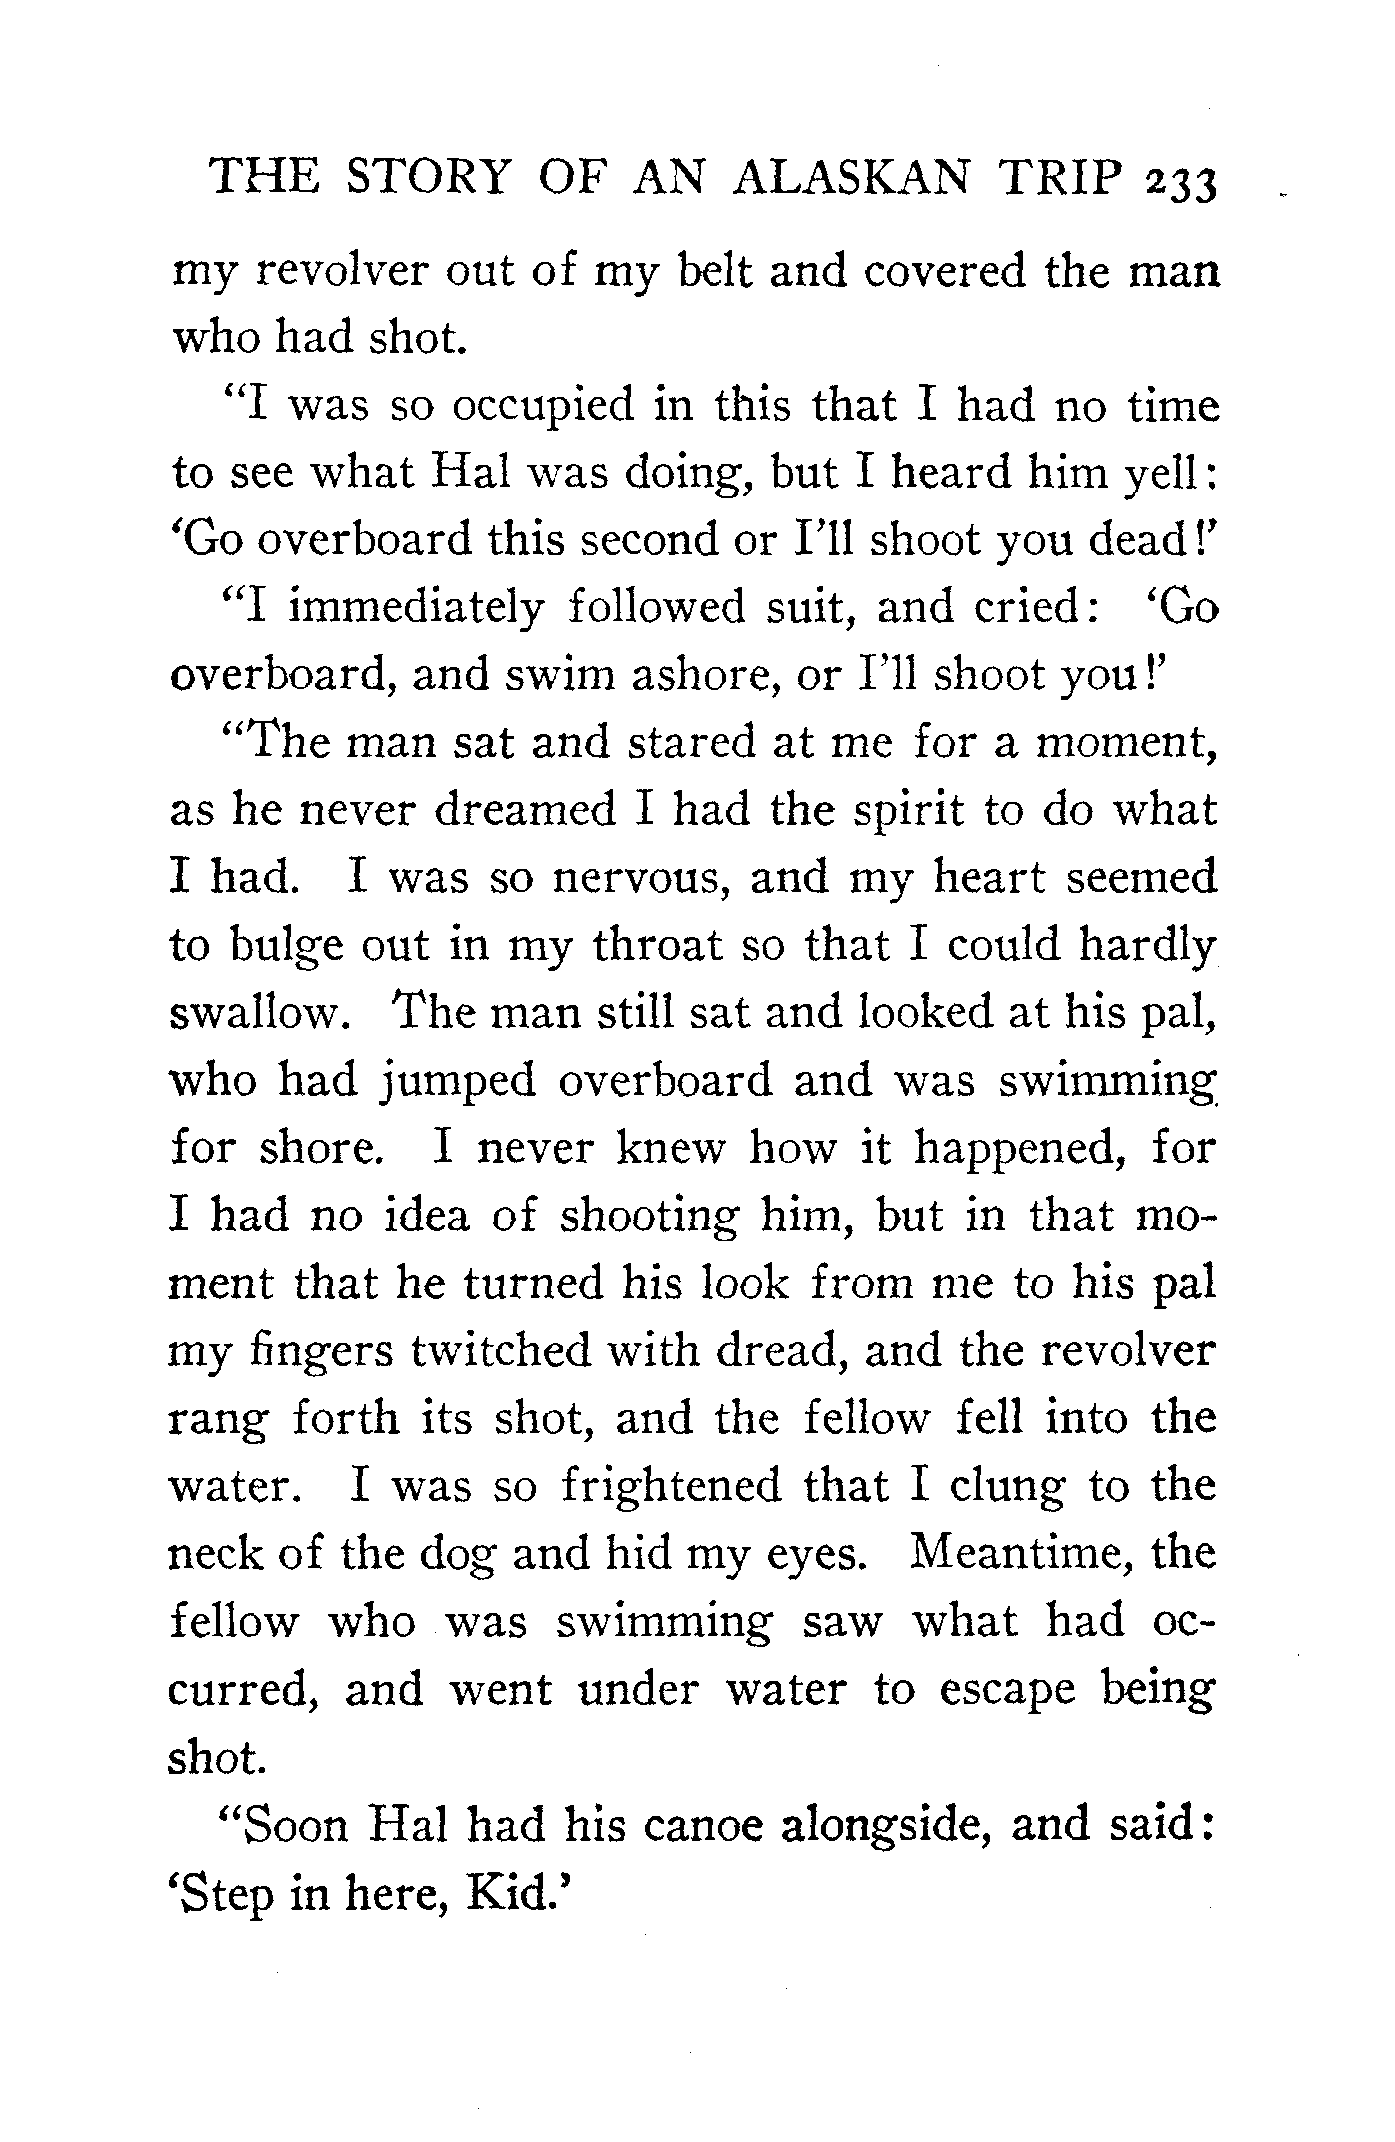 THE STORY OF AN ALASKAN TRIP 233
my revolver out of my belt and covered the man
who had shot.
“I was so occupied in this that I had no time
to see what Hal was doing, but I heard him yell:
‘Go overboard this second or I’ll shoot you dead!’
“I immediately followed suit, and cried: ‘Go
overboard, and swim ashore, or I’ll shoot you!’
“The man sat and stared at me for a moment,
as he never dreamed I had the spirit to do what
I had. I was so nervous, and my heart seemed
to bulge out in my throat so that I could hardly
swallow. The man still sat and looked at his pal,
who had jumped overboard and was swimming
for shore. I never knew how it happened, for
I had no idea of shooting him, but in that mo-
ment that he turned his look from me to his pal
my fingers twitched with dread, and the revolver
rang forth its shot, and the fellow fell into the
water. I was so frightened that I clung to the
neck of the dog and hid my eyes. Meantime, the
fellow who was swimming saw what had oc-
curred, and went under water to escape being
shot.
“Soon Hal had his canoe alongside, and said:
‘Step in here, Kid.’